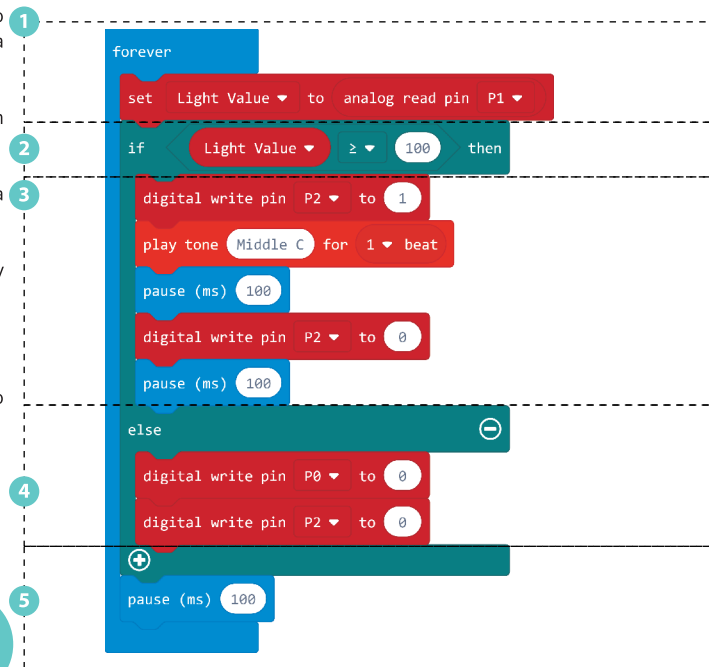 1
forever
set Light Value to analog read pin P1
2
if Light Value ≥ 100 then
3
digital write pin P2 to 1
play tone Middle C for 1 beat
pause (ms) 100
digital write pin P2 to 0
pause (ms) 100
else
4
digital write pin P0 to 0
digital write pin P2 to 0
5
pause (ms) 100